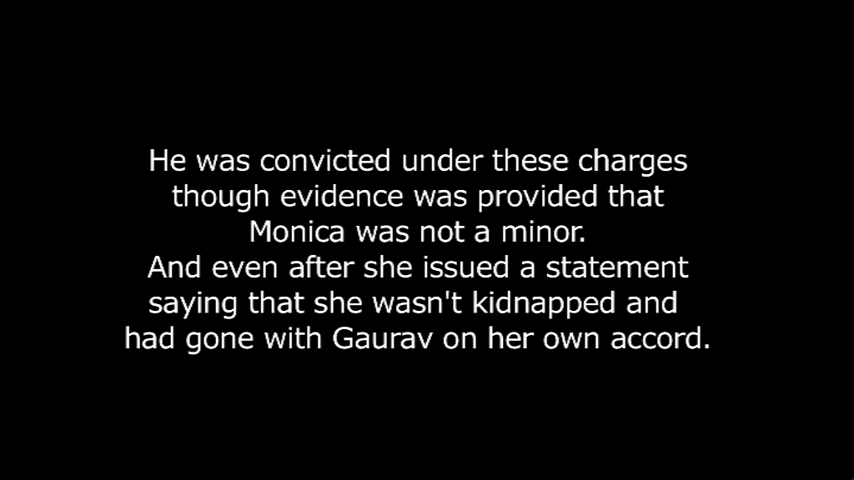 He was convicted under these charges
though evidence was provided that
Monica was not a minor.
And even after she issued a statement
saying that she wasn't kidnapped and
had gone with Gaurav on her own accord.